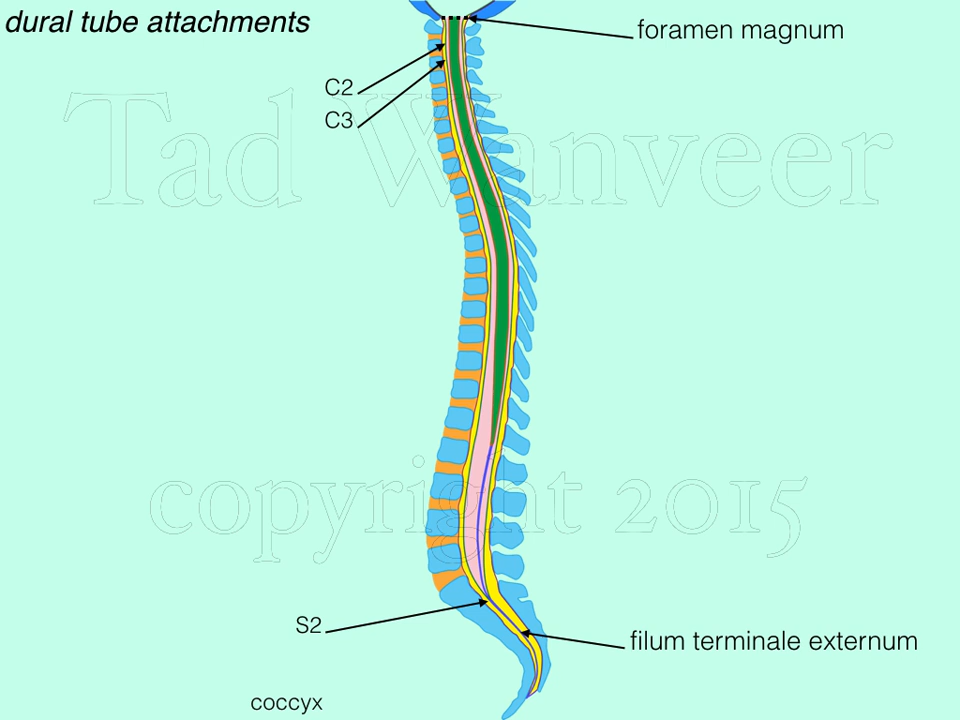 dural tube attachments
foramen magnum
C2
C3
Tad Wanveer
copyright 2015
S2
filum terminale externum
coccyx